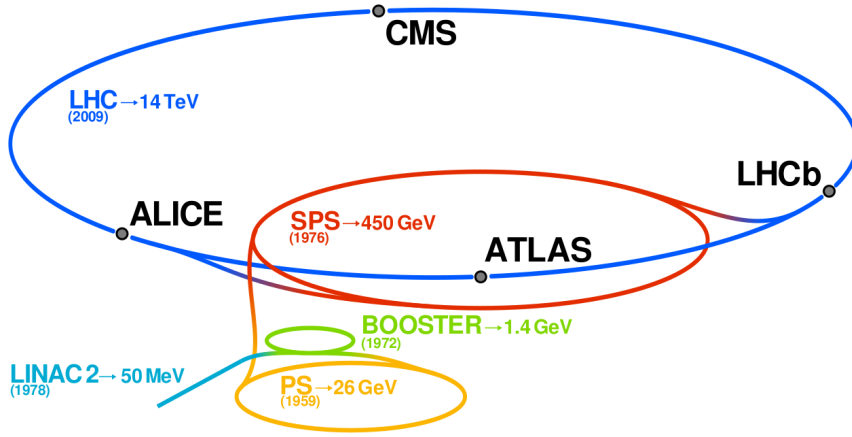 CMS
LHC→14 TeV
(2009)
LHCb
ALICE
SPS→450 GeV
(1976)
ATLAS
BOOSTER→1.4 GeV
(1972)
LINAC 2→50 MeV
(1978)
PS→26 GeV
(1959)